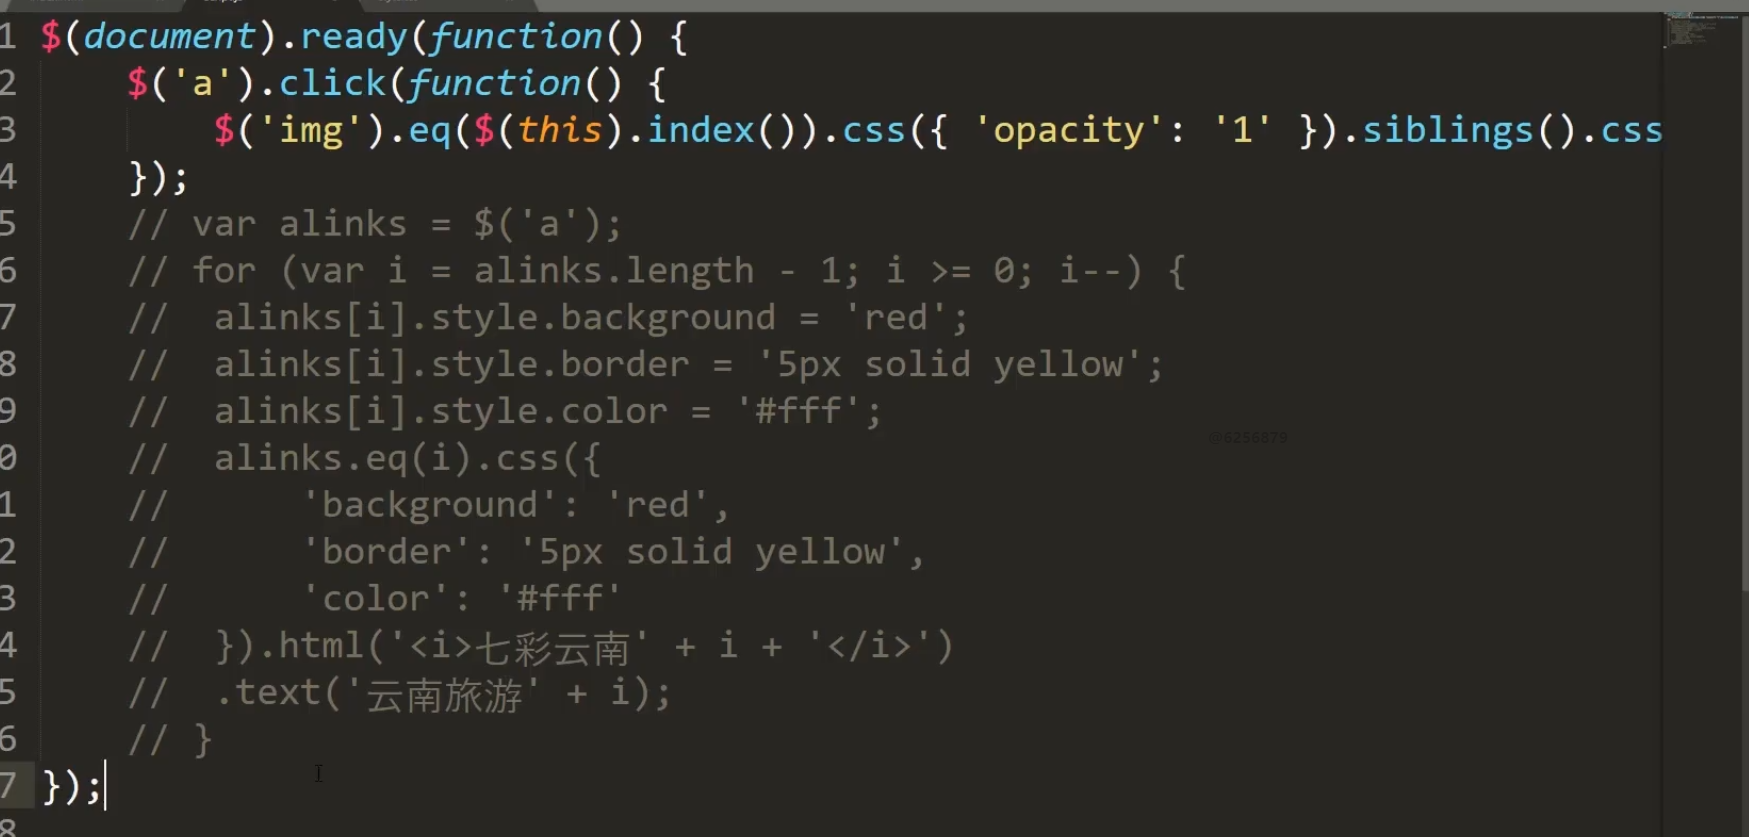 1 $(document).ready(function() {
2 $('a').click(function() {
3 $('img').eq($(this).index()).css({ 'opacity': '1' }).siblings().css
4 });
5 // var alinks = $('a');
6 // for (var i = alinks.length - 1; i >= 0; i--) {
7 // alinks[i].style.background = 'red';
8 // alinks[i].style.border = '5px solid yellow';
9 // alinks[i].style.color = '#fff';
0 // alinks.eq(i).css({
1 // 'background': 'red',
2 // 'border': '5px solid yellow',
3 // 'color': '#fff'
4 // }).html('<i>七彩云南' + i + '</i>')
5 // .text('云南旅游' + i);
6 // }
7 });
8
@6256879